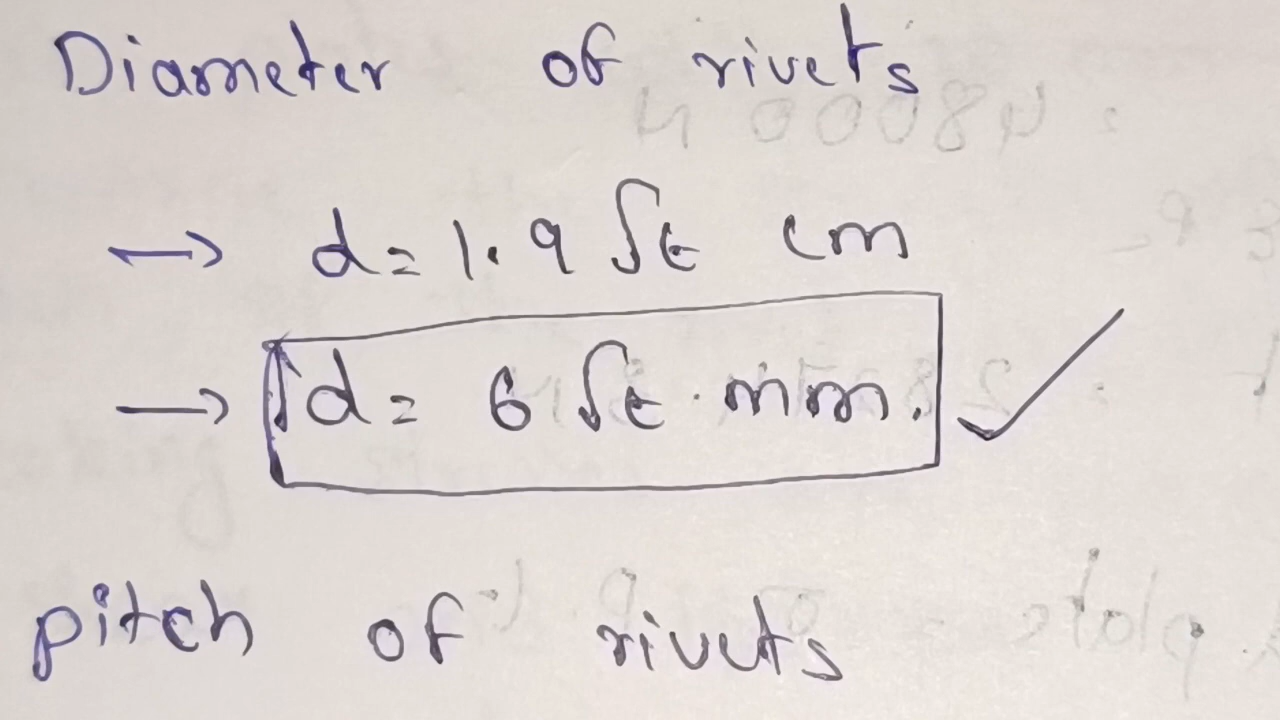 Diameter of rivets
→ d = 1.9 √t cm
→ d = 6 √t mm. ✓
pitch of rivets